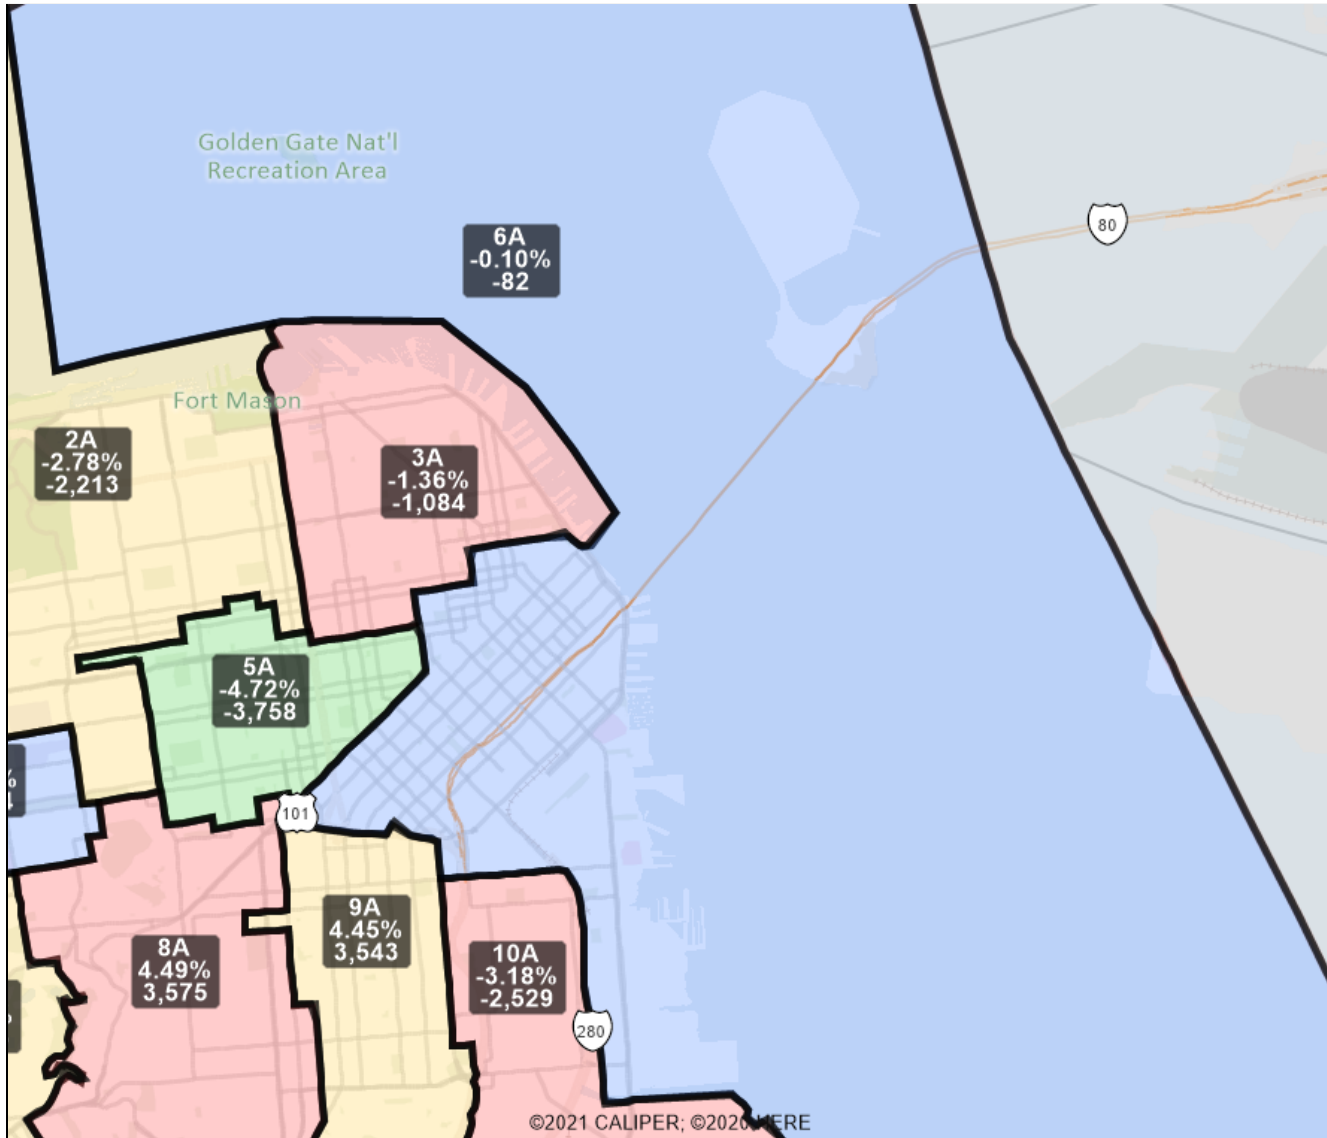 Golden Gate Nat'l
Recreation Area
6A
-0.10%
-82
80
Fort Mason
2A
-2.78%
-2,213
3A
-1.36%
-1,084
5A
-4.72%
-3,758
%
101
8A
4.49%
3,575
9A
4.45%
3,543
10A
-3.18%
-2,529
280
©2021 CALIPER; ©2020 HERE